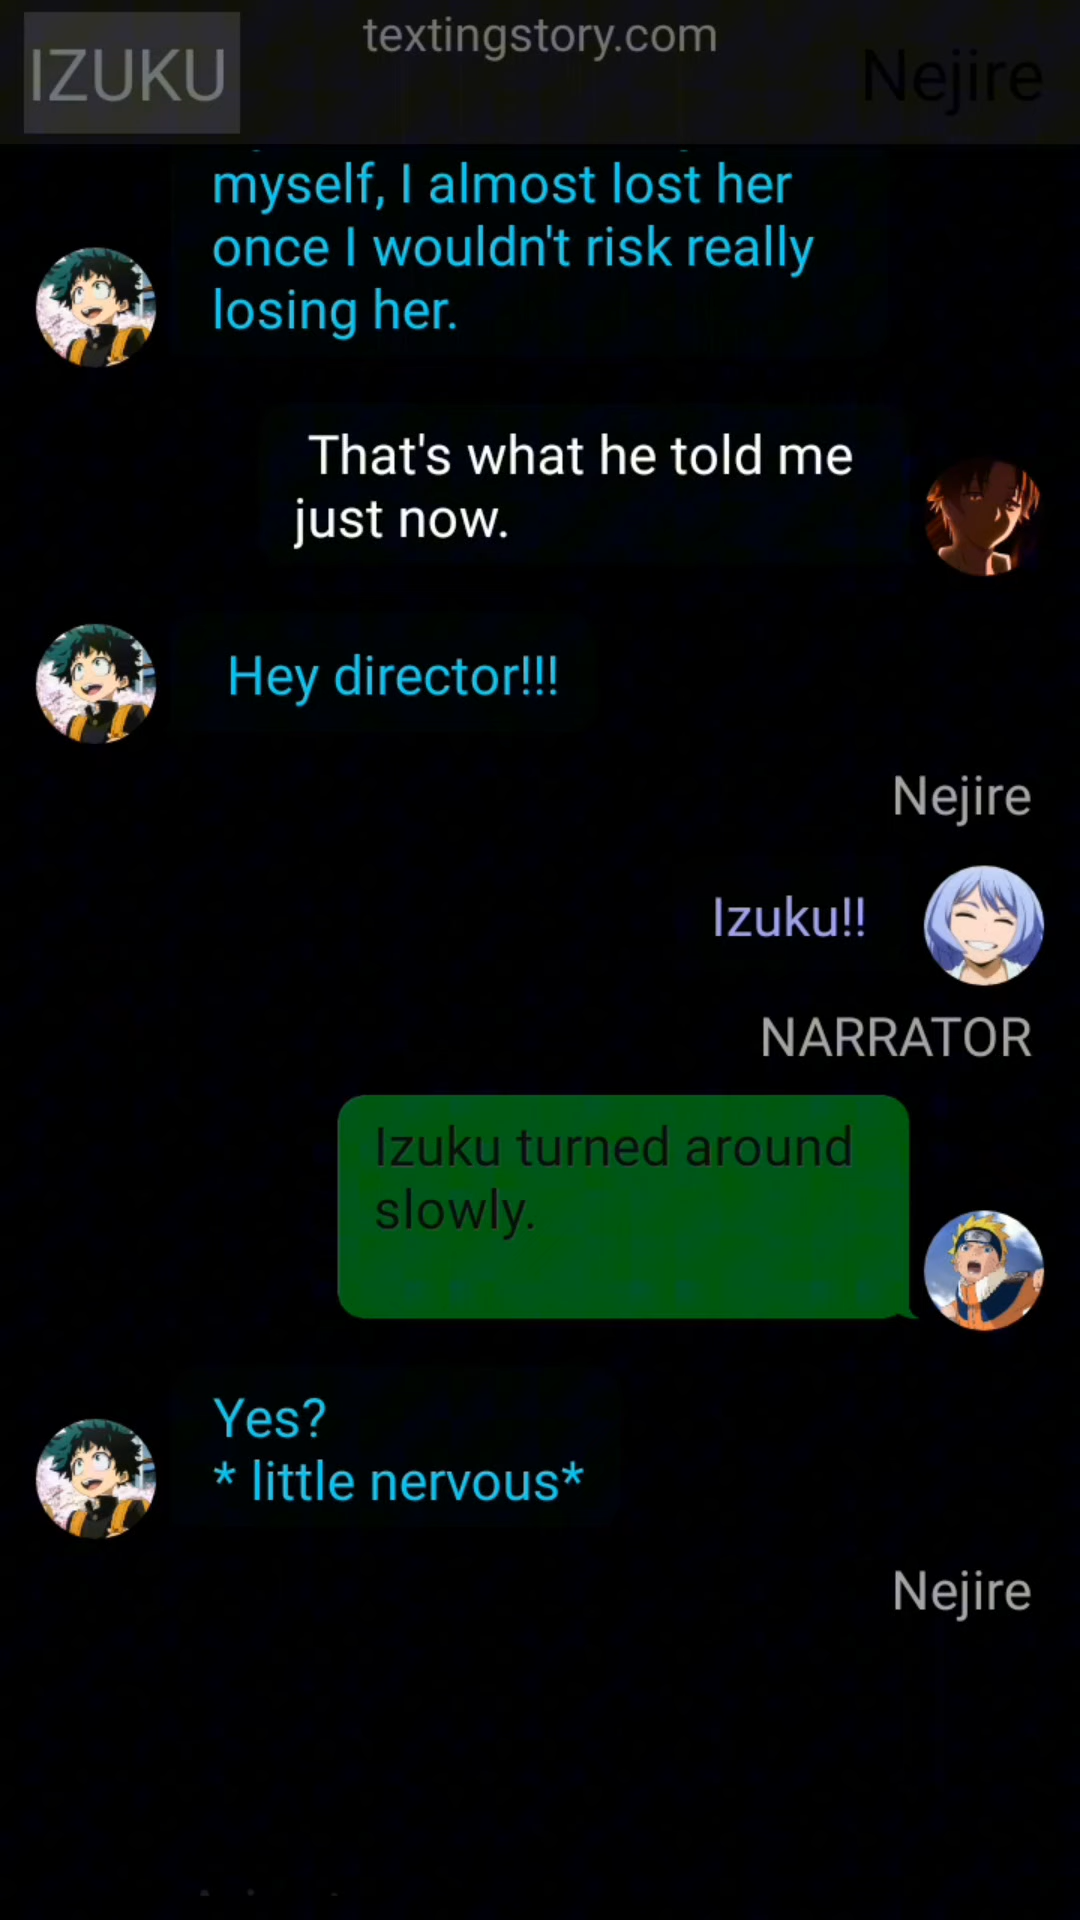 textingstory.com
IZUKU
Nejire
myself, I almost lost her
once I wouldn't risk really
losing her.
That's what he told me
just now.
Hey director!!!
Nejire
Izuku!!
NARRATOR
Izuku turned around
slowly.
Yes?
* little nervous*
Nejire